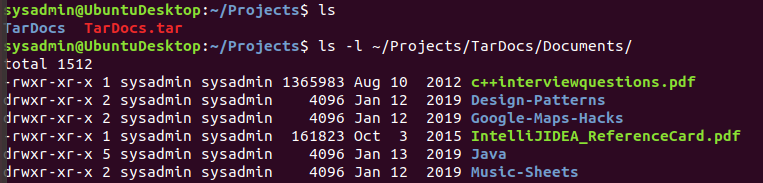 sysadmin@UbuntuDesktop:~/Projects$ ls
TarDocs  TarDocs.tar
sysadmin@UbuntuDesktop:~/Projects$ ls -l ~/Projects/TarDocs/Documents/
total 1512
-rwxr-xr-x 1 sysadmin sysadmin 1365983 Aug 10  2012 c++interviewquestions.pdf
drwxr-xr-x 2 sysadmin sysadmin    4096 Jan 12  2019 Design-Patterns
drwxr-xr-x 2 sysadmin sysadmin    4096 Jan 12  2019 Google-Maps-Hacks
-rwxr-xr-x 1 sysadmin sysadmin  161823 Oct  3  2015 IntelliJIDEA_ReferenceCard.pdf
drwxr-xr-x 5 sysadmin sysadmin    4096 Jan 13  2019 Java
drwxr-xr-x 2 sysadmin sysadmin    4096 Jan 12  2019 Music-Sheets